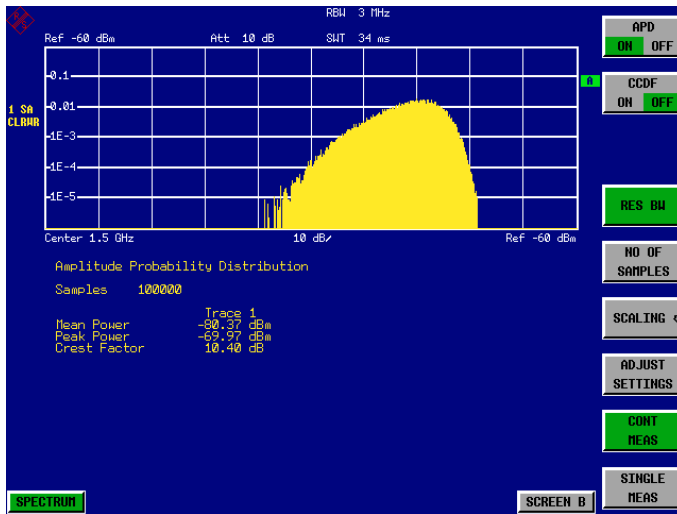 RBW 3 MHz
Ref -60 dBm Att 10 dB SWT 34 ms
0.1
A
1 SA
CLRWR
0.01
1E-3
1E-4
1E-5
Center 1.5 GHz 10 dB/ Ref -60 dBm
Amplitude Probability Distribution
Samples 100000
Trace 1
Mean Power -80.37 dBm
Peak Power -69.97 dBm
Crest Factor 10.40 dB
SPECTRUM
SCREEN B
APD
ON OFF
CCDF
ON OFF
RES BW
NO OF
SAMPLES
SCALING
ADJUST
SETTINGS
CONT
MEAS
SINGLE
MEAS